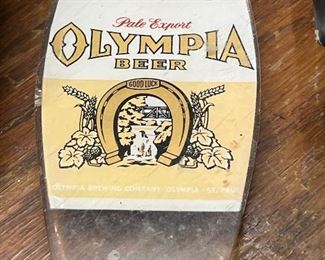 Pale Export
OLYMPIA
BEER
GOOD LUCK
OLYMPIA BREWING COMPANY, OLYMPIA - ST. PAUL